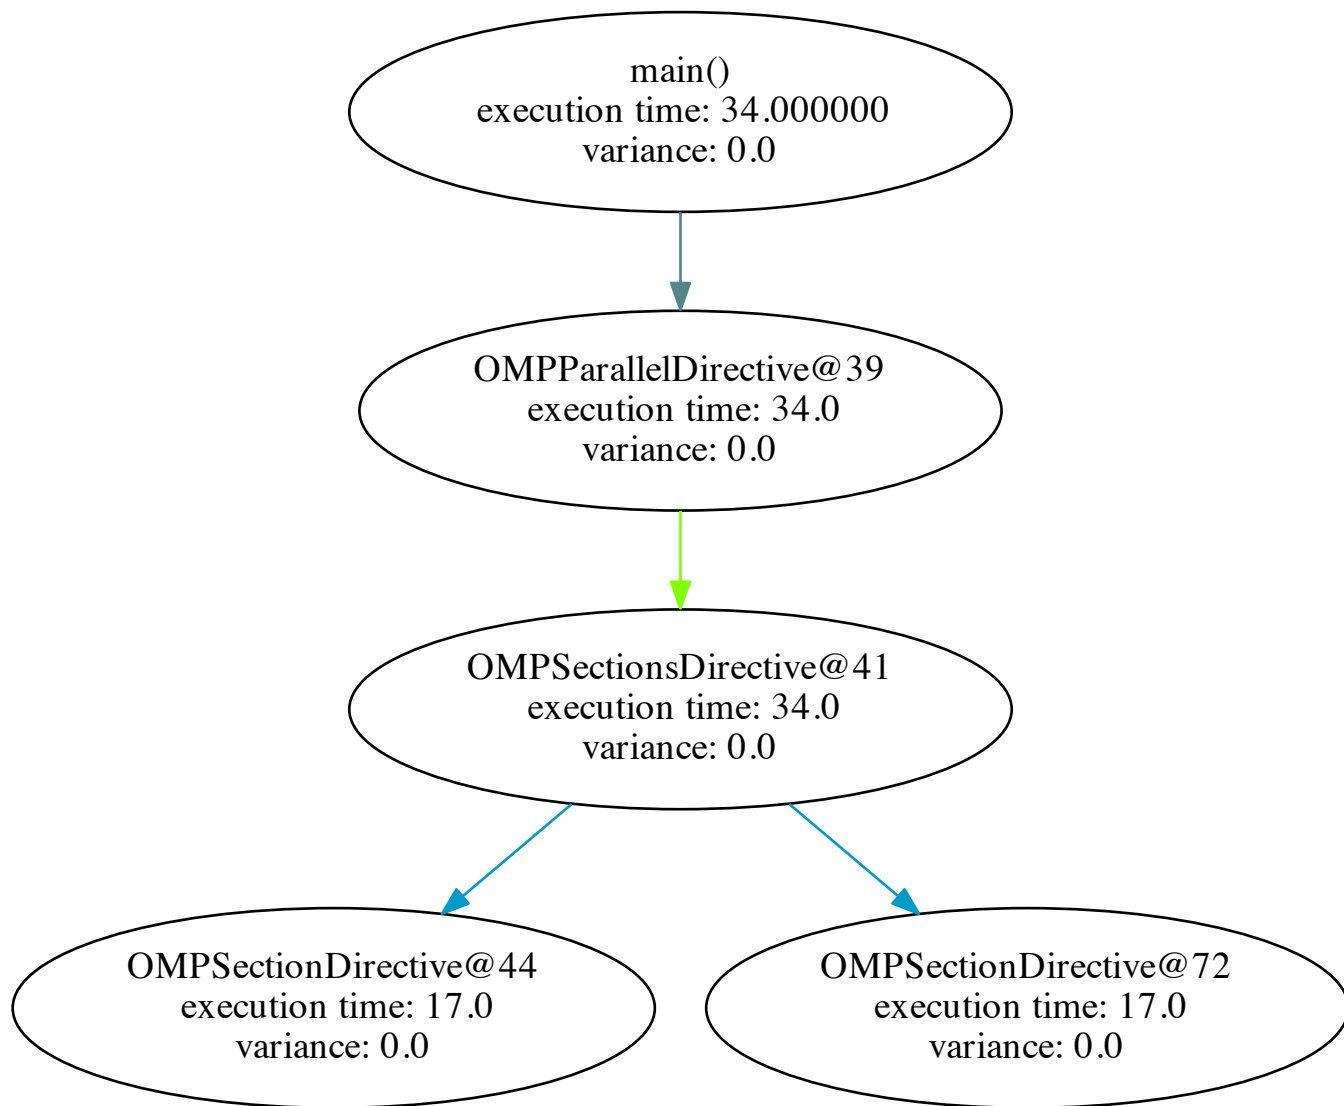 main()
execution time: 34.000000
variance: 0.0
OMPParallelDirective@39
execution time: 34.0
variance: 0.0
OMPSectionsDirective@41
execution time: 34.0
variance: 0.0
OMPSectionDirective@44
execution time: 17.0
variance: 0.0
OMPSectionDirective@72
execution time: 17.0
variance: 0.0